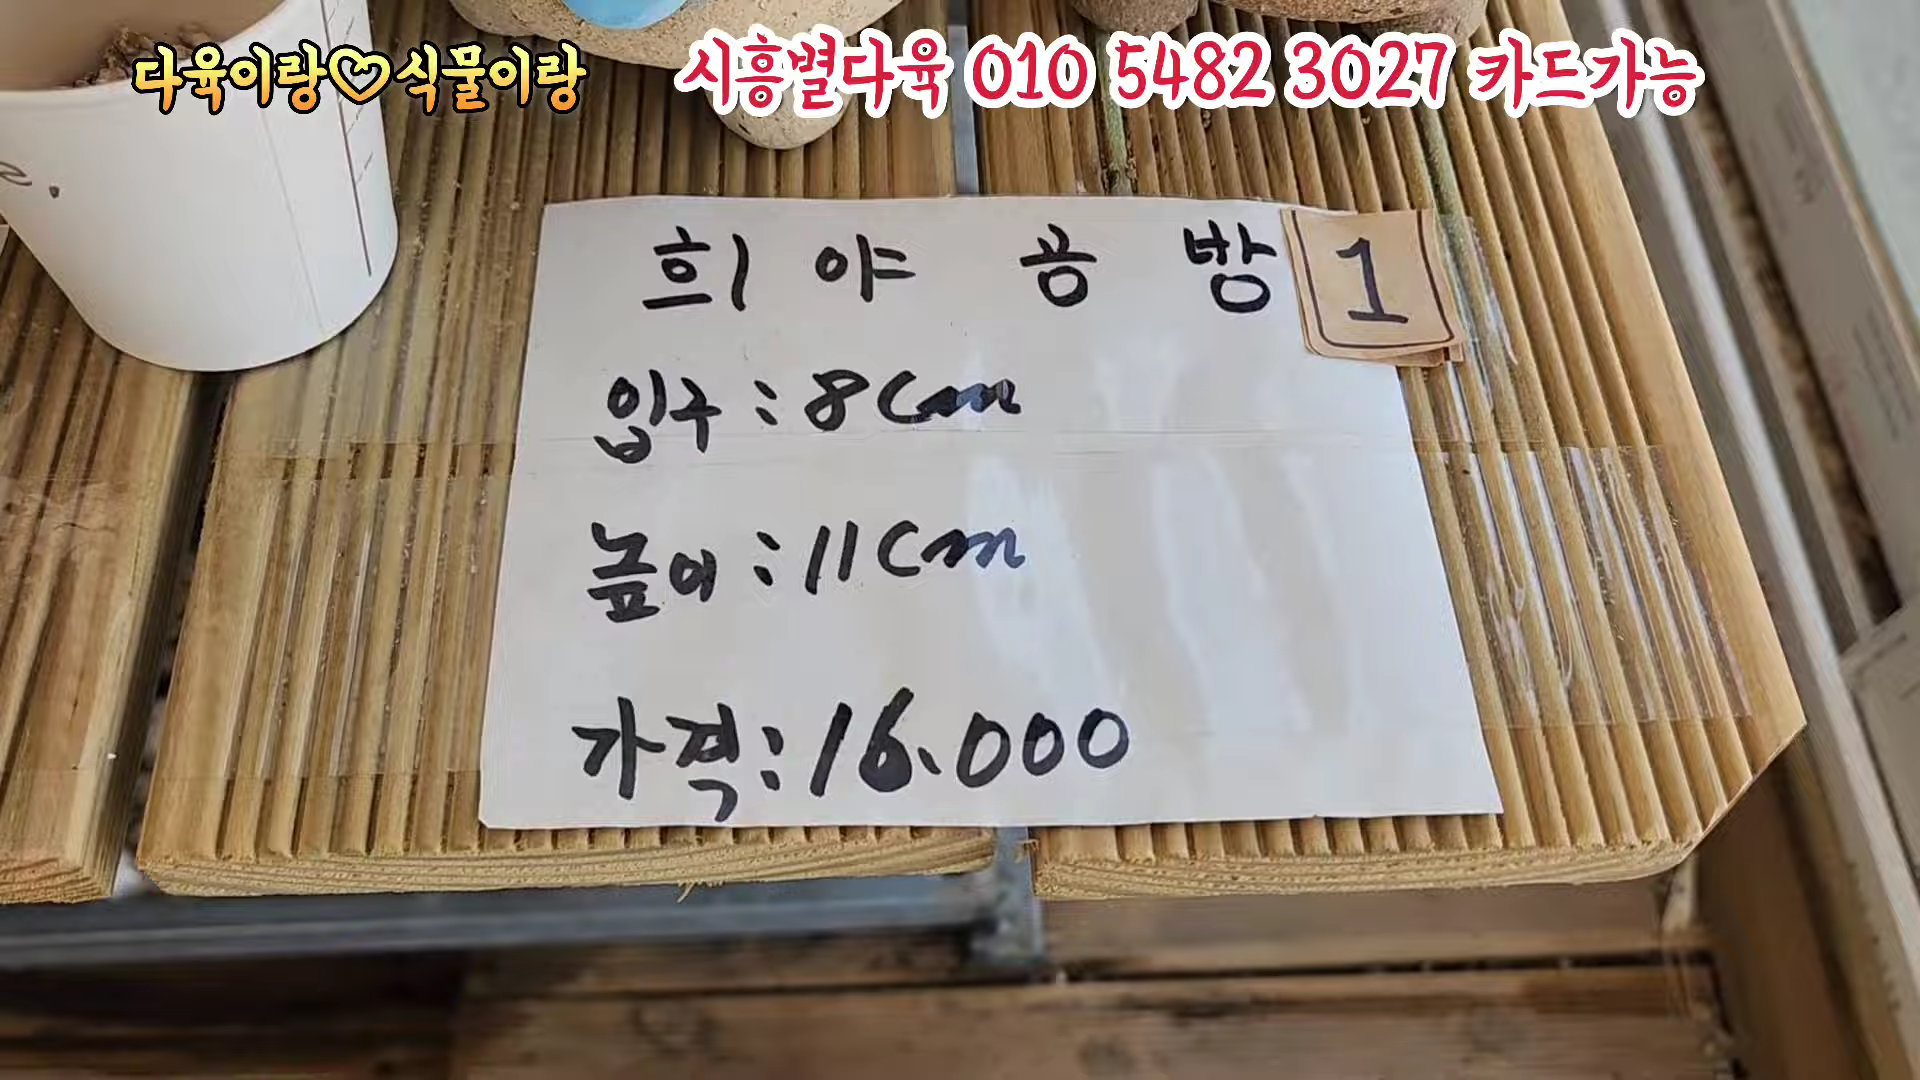 다육이랑♡식물이랑
시흥별다육 010 5482 3027 카드가능
희야 공방
1
입구:8cm
높이:11cm
가격:16.000